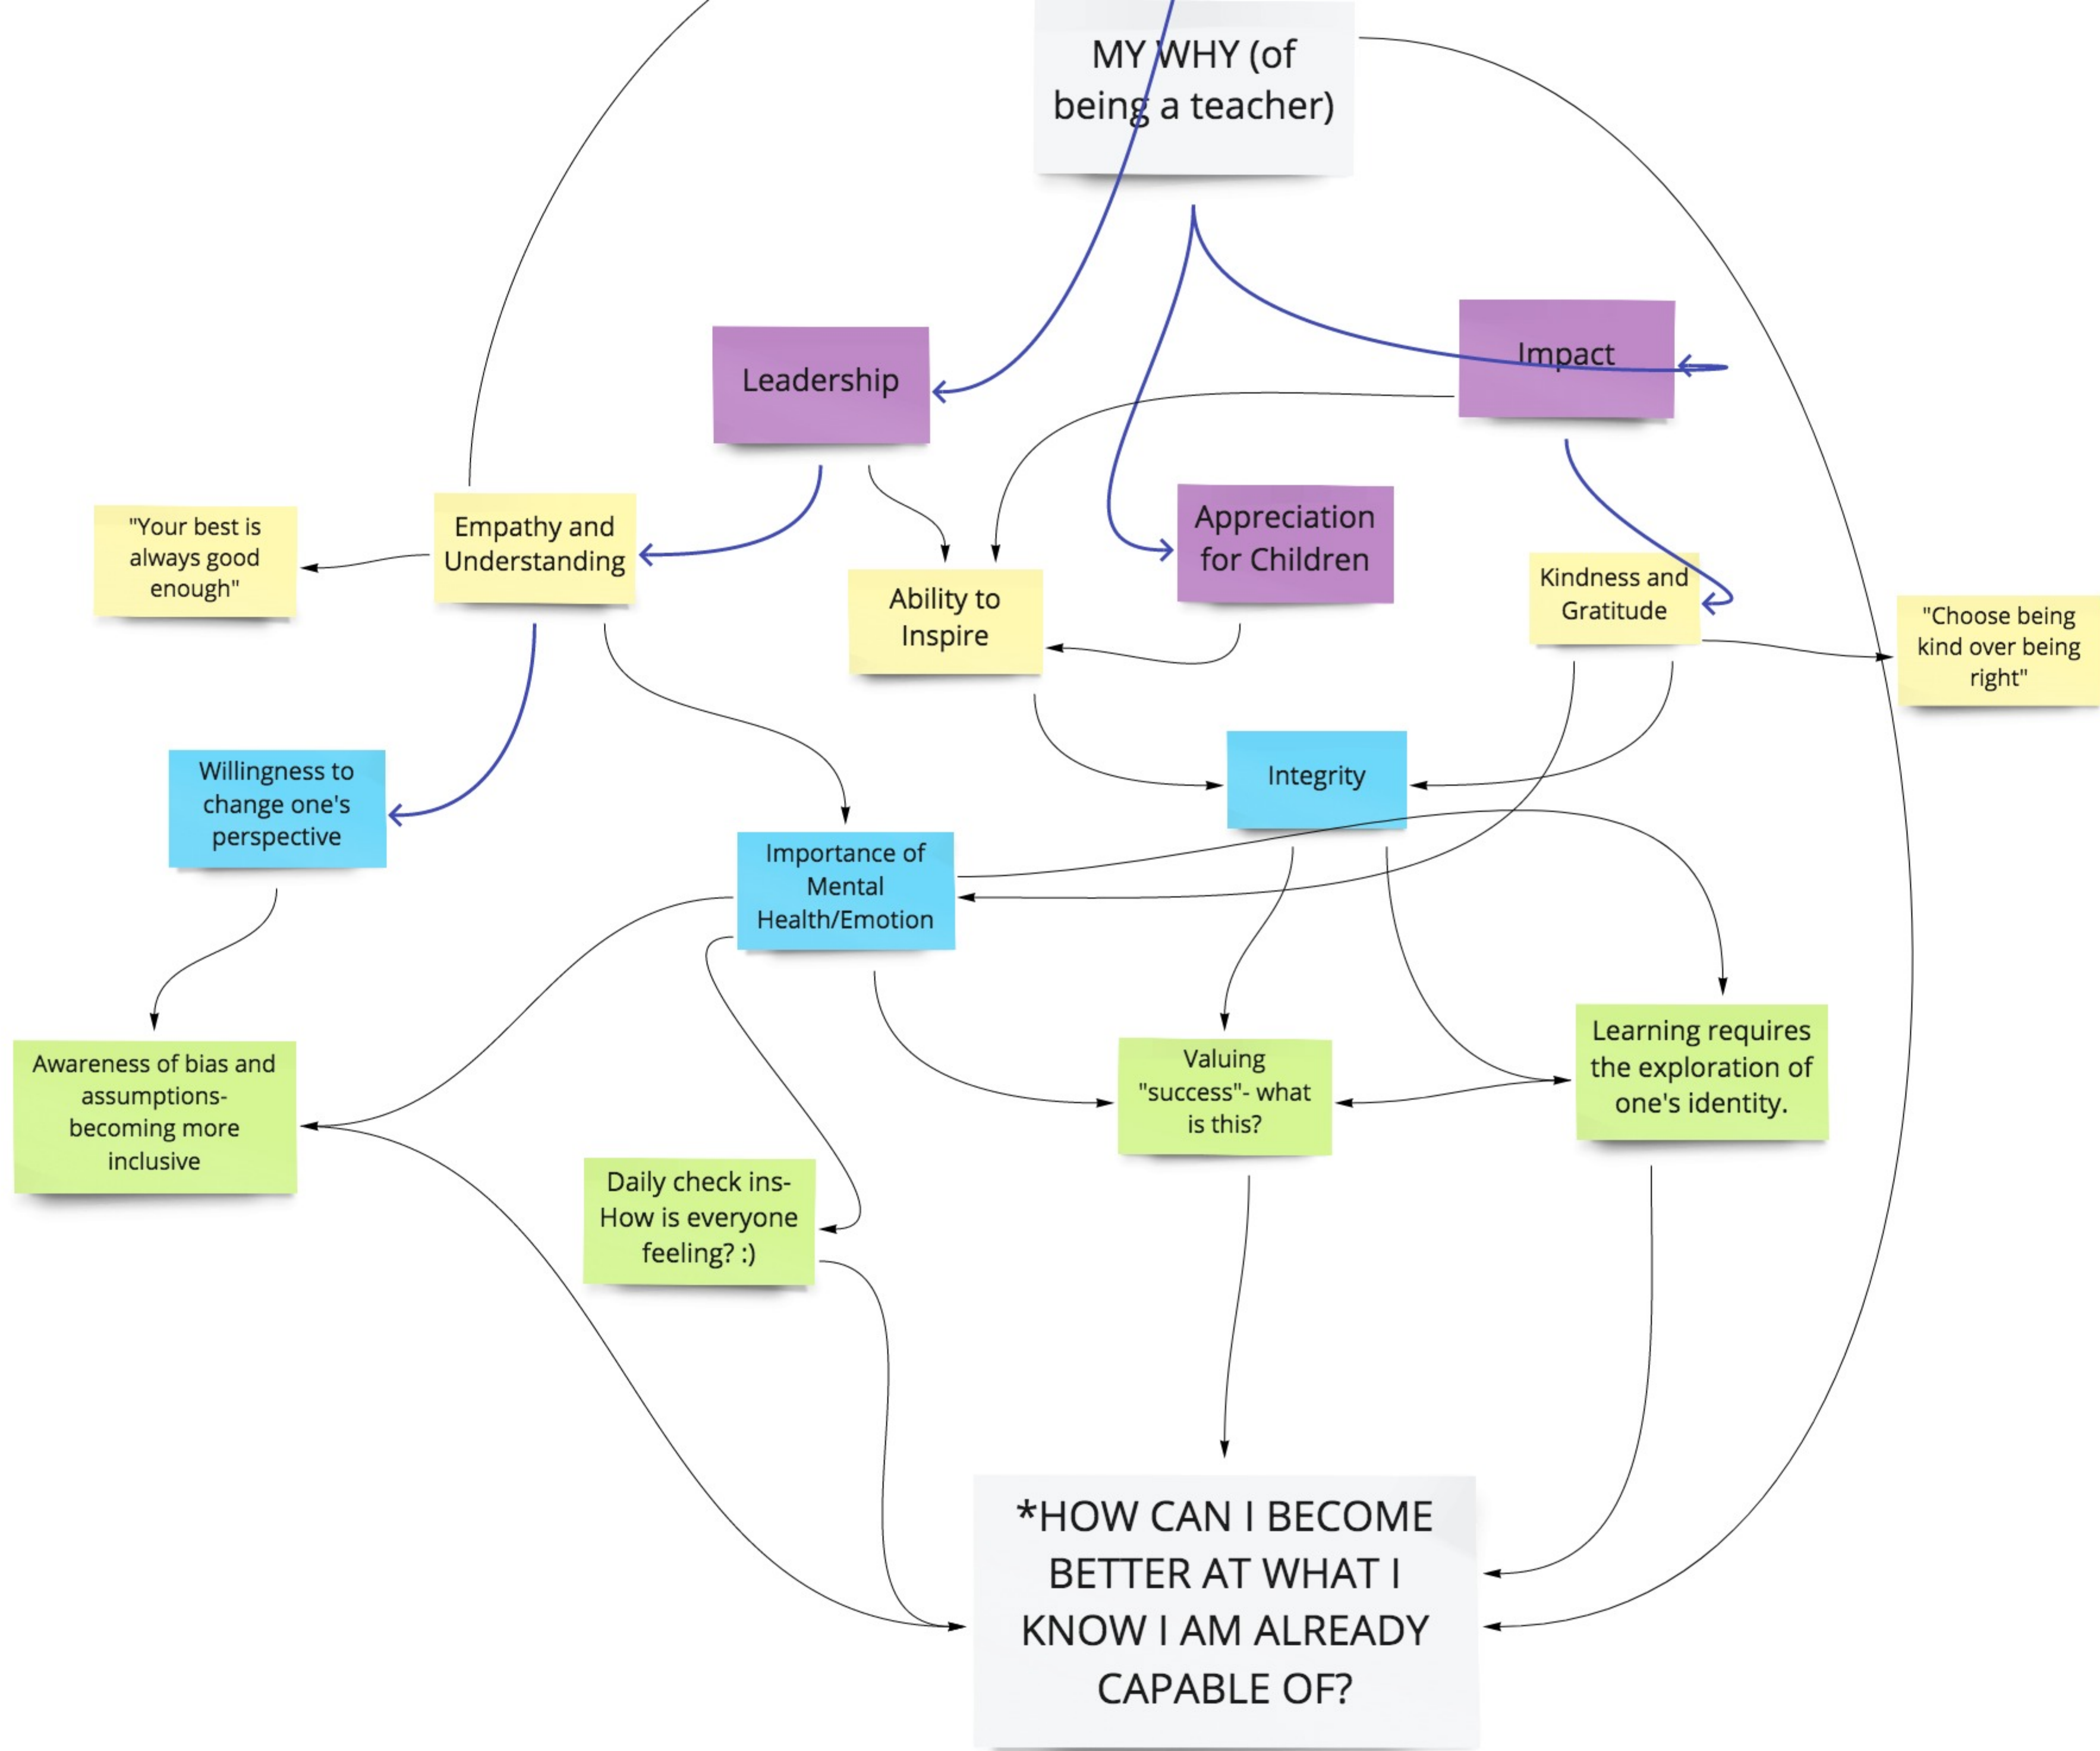 MY WHY (of
being a teacher)
Leadership
Impact
"Your best is
always good
enough"
Empathy and
Understanding
Appreciation
for Children
Ability to
Inspire
Kindness and
Gratitude
"Choose being
kind over being
right"
Willingness to
change one's
perspective
Integrity
Importance of
Mental
Health/Emotion
Awareness of bias and
assumptions-
becoming more
inclusive
Valuing
"success"- what
is this?
Learning requires
the exploration of
one's identity.
Daily check ins-
How is everyone
feeling? :)
*HOW CAN I BECOME
BETTER AT WHAT I
KNOW I AM ALREADY
CAPABLE OF?